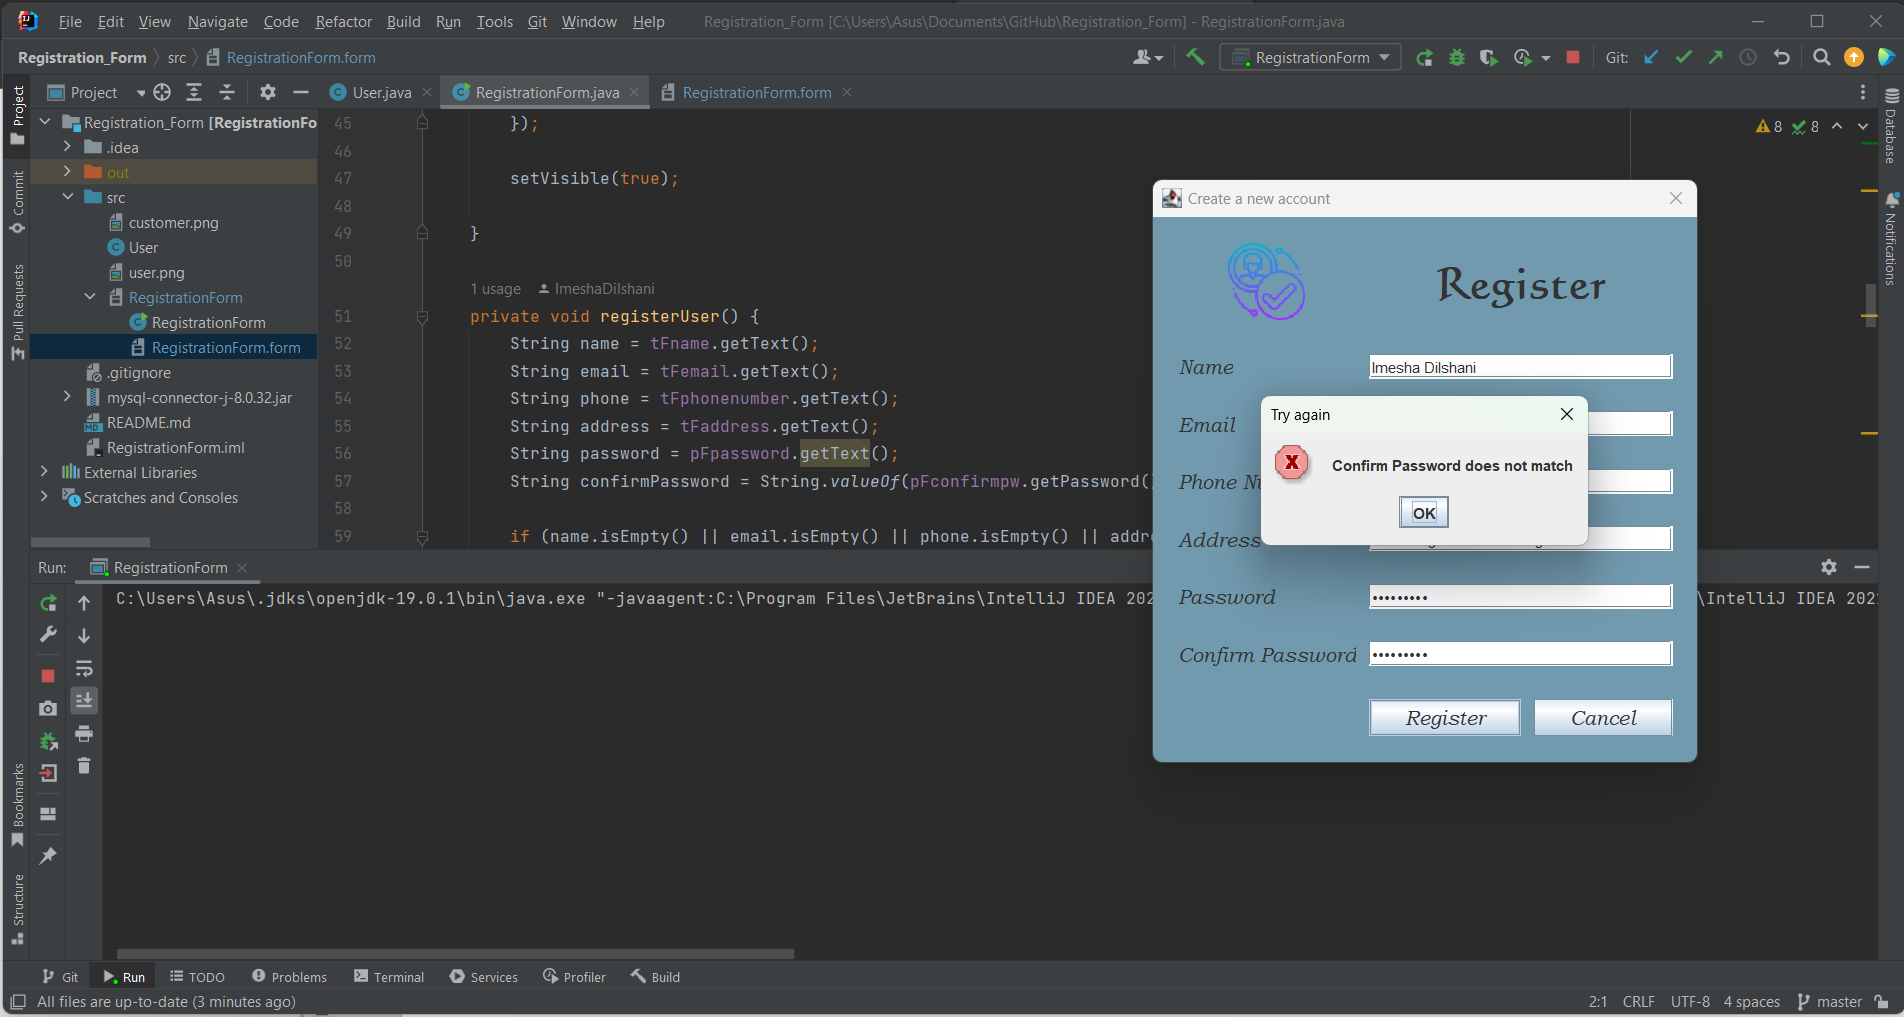 File Edit View Navigate Code Refactor Build Run Tools Git Window Help Registration_Form [C:\Users\Asus\Documents\GitHub\Registration_Form] - RegistrationForm.java
Registration_Form src RegistrationForm.form RegistrationForm Git:
Project User.java RegistrationForm.java RegistrationForm.form
Project
Commit
Pull Requests
Bookmarks
Structure
Database
Notifications
Registration_Form [RegistrationFo
.idea
out
src
customer.png
User
user.png
RegistrationForm
RegistrationForm
RegistrationForm.form
.gitignore
mysql-connector-j-8.0.32.jar
README.md
RegistrationForm.iml
External Libraries
Scratches and Consoles
8 8
45 });
46
47 setVisible(true);
48
49 }
50
1 usage ImeshaDilshani
51 private void registerUser() {
52 String name = tFname.getText();
53 String email = tFemail.getText();
54 String phone = tFphonenumber.getText();
55 String address = tFaddress.getText();
56 String password = pFpassword.getText();
57 String confirmPassword = String.valueOf(pFconfirmpw.getPassword()
58
59 if (name.isEmpty() || email.isEmpty() || phone.isEmpty() || addr
Create a new account
Register
Name Imesha Dilshani
Email
Phone Nu
Address
Password •••••••••
Confirm Password •••••••••
Register Cancel
Try again
Confirm Password does not match
OK
Run: RegistrationForm
C:\Users\Asus\.jdks\openjdk-19.0.1\bin\java.exe "-javaagent:C:\Program Files\JetBrains\IntelliJ IDEA 202 \IntelliJ IDEA 202
Git Run TODO Problems Terminal Services Profiler Build
All files are up-to-date (3 minutes ago) 2:1 CRLF UTF-8 4 spaces master